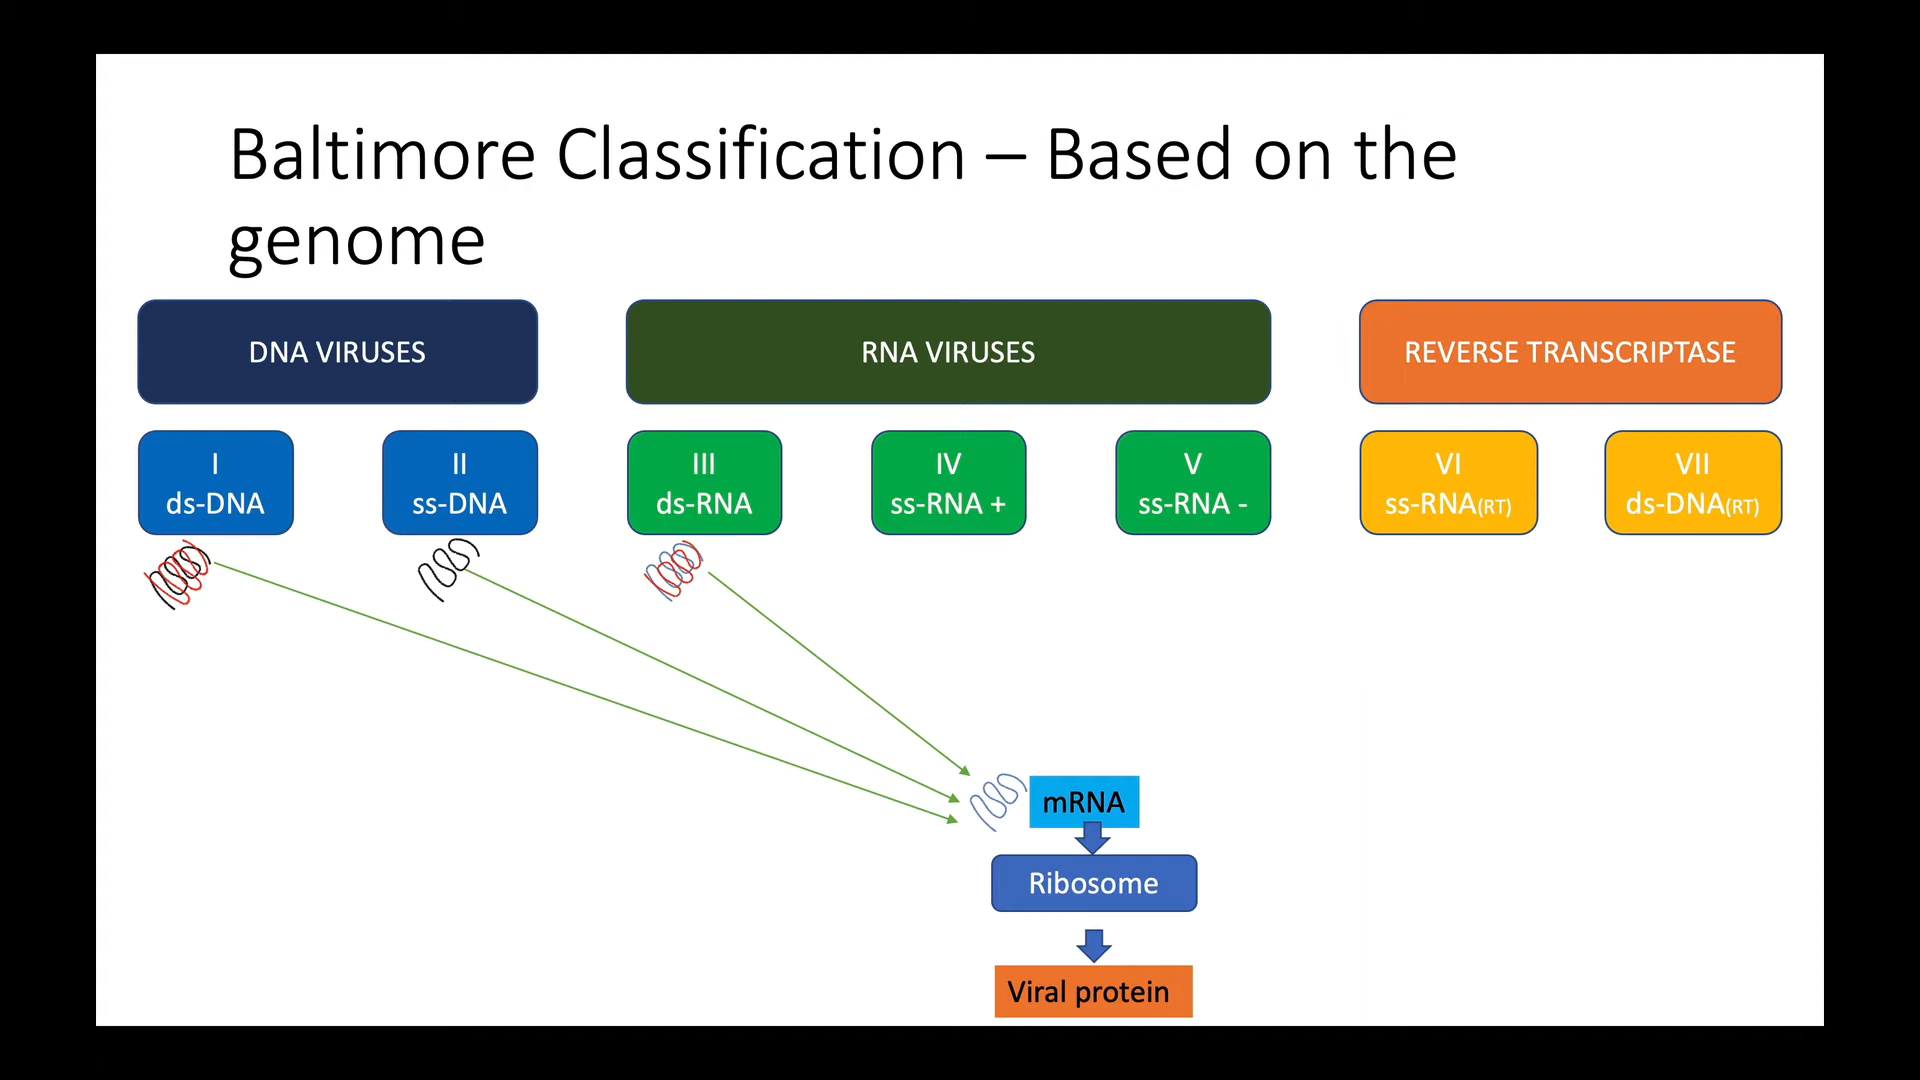 Baltimore Classification – Based on the
genome
DNA VIRUSES
RNA VIRUSES
REVERSE TRANSCRIPTASE
I
ds-DNA
II
ss-DNA
III
ds-RNA
IV
ss-RNA +
V
ss-RNA -
VI
ss-RNA(RT)
VII
ds-DNA(RT)
mRNA
Ribosome
Viral protein